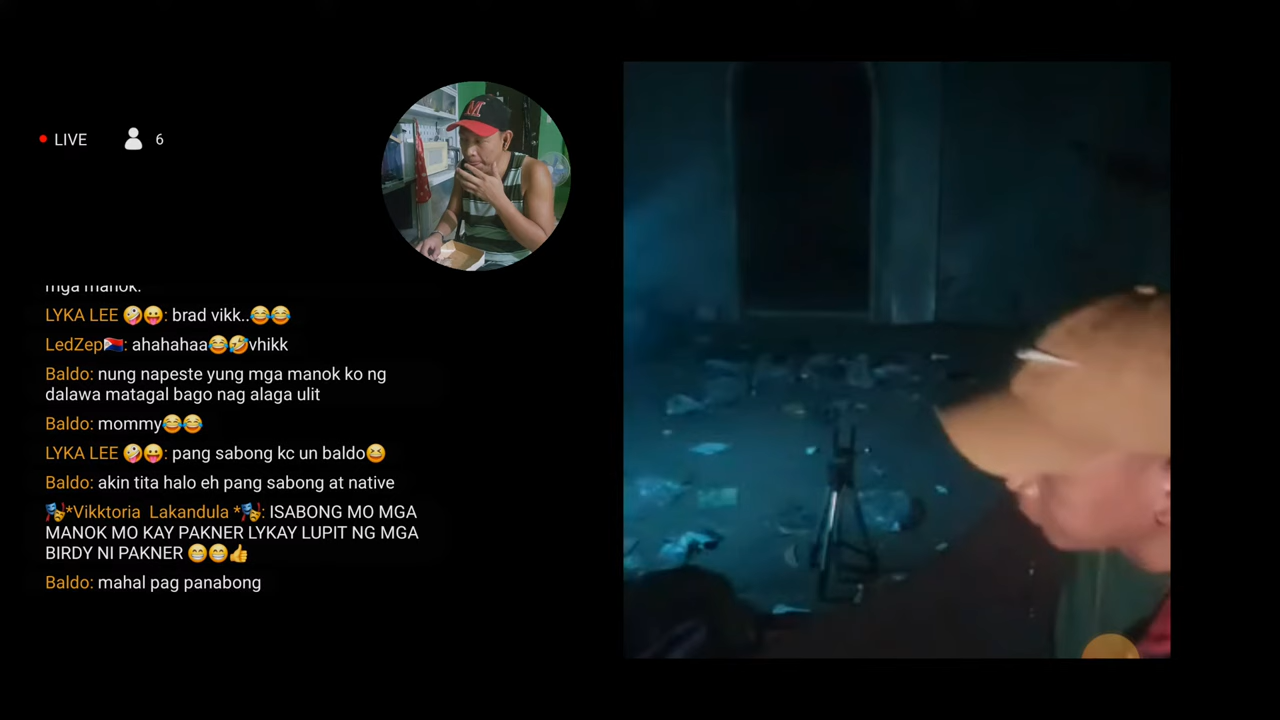 LIVE 6
M
mga manok.
LYKA LEE 🤪😛: brad vikk..😂😂
LedZep🇵🇭: ahahahaa😂🤣vhikk
Baldo: nung napeste yung mga manok ko ng
dalawa matagal bago nag alaga ulit
Baldo: mommy😂😂
LYKA LEE 🤪😛: pang sabong kc un baldo😆
Baldo: akin tita halo eh pang sabong at native
🎭*Vikktoria Lakandula *🎭: ISABONG MO MGA
MANOK MO KAY PAKNER LYKAY LUPIT NG MGA
BIRDY NI PAKNER 😁😁👍
Baldo: mahal pag panabong